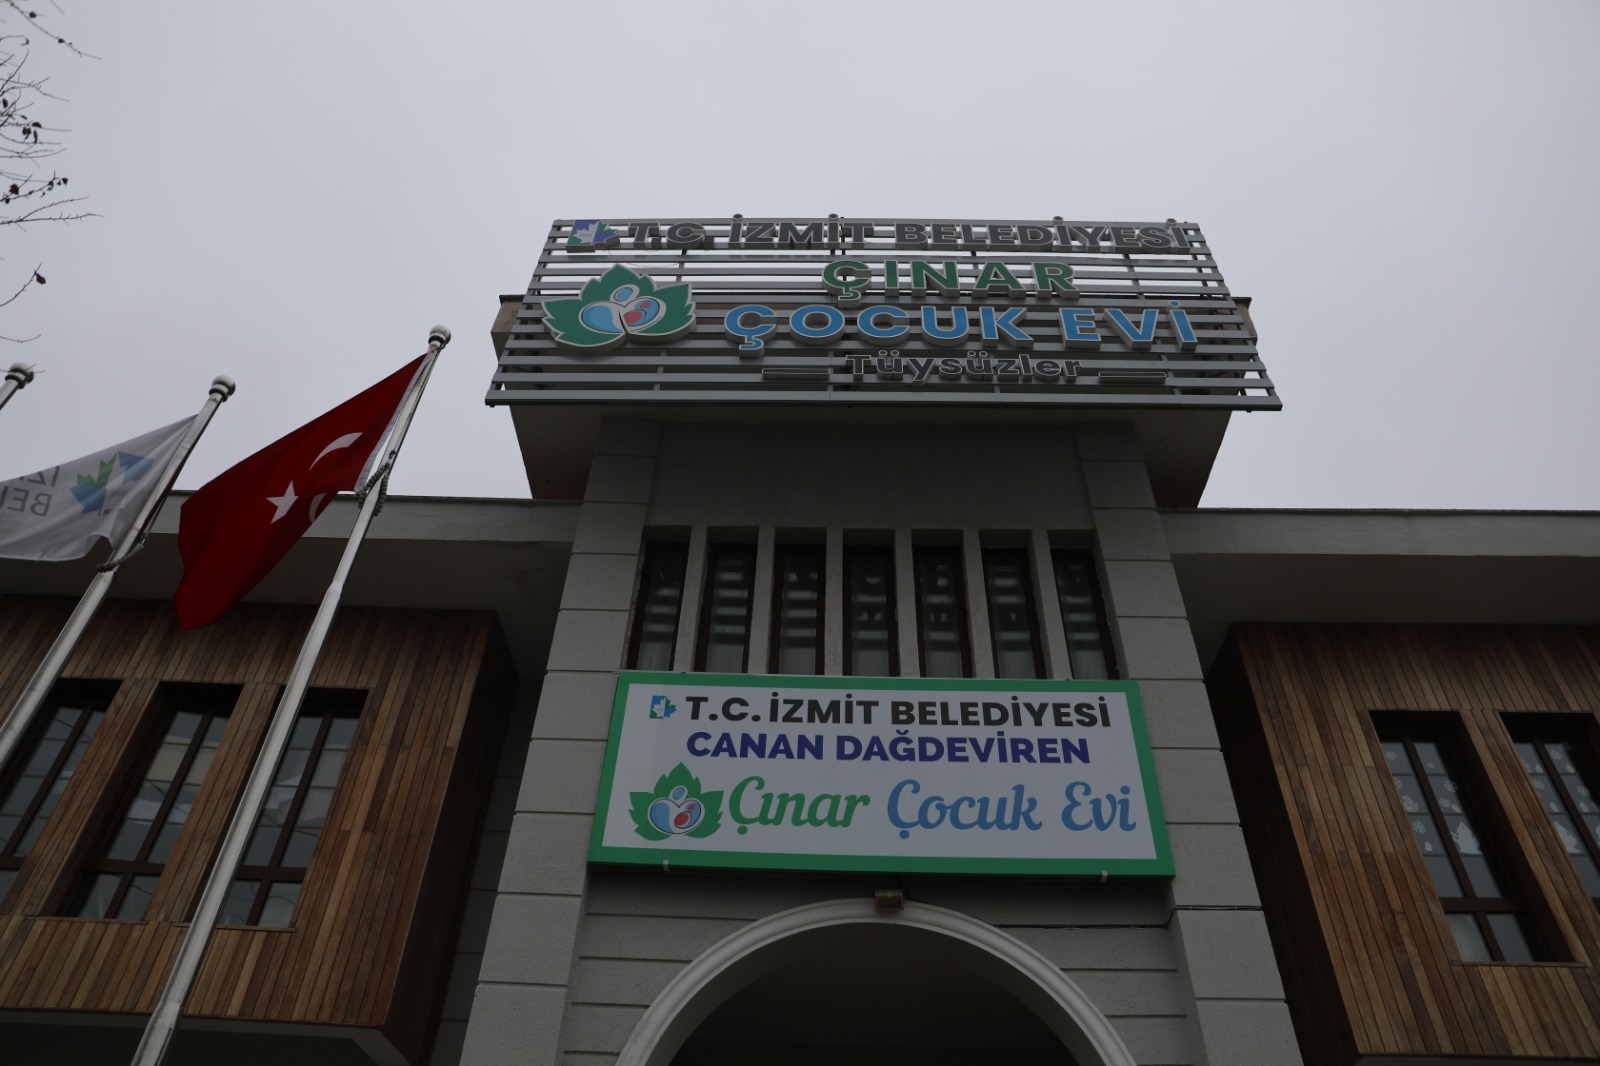 T.C. İZMİT BELEDİYESİ
ÇINAR
ÇOCUK EVİ
Tüysüzler
T.C. İZMİT BELEDİYESİ
CANAN DAĞDEVİREN
Çınar Çocuk Evi